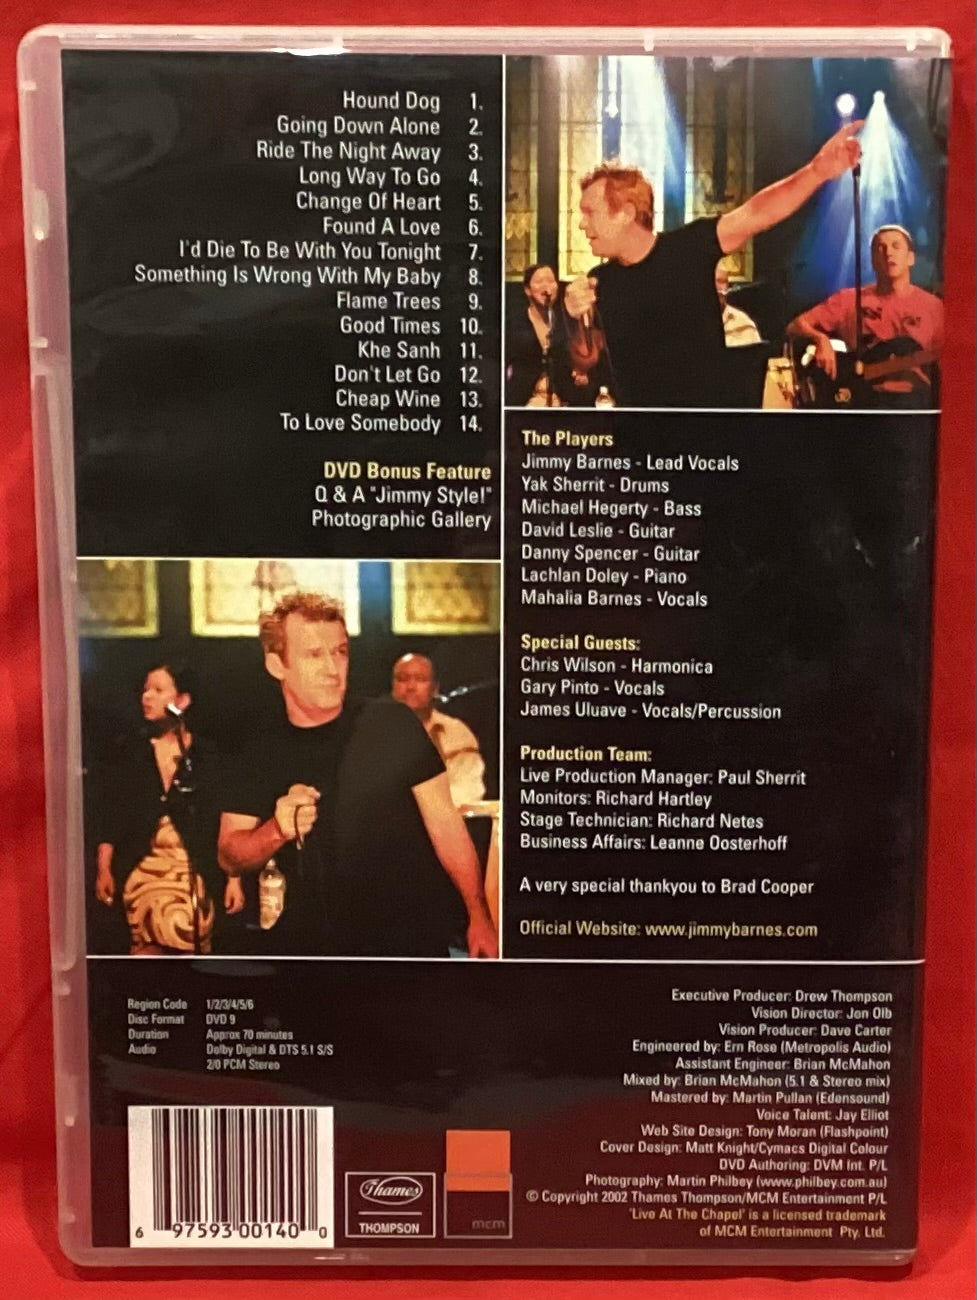 Hound Dog 1.
Going Down Alone 2.
Ride The Night Away 3.
Long Way To Go 4.
Change Of Heart 5.
Found A Love 6.
I'd Die To Be With You Tonight 7.
Something Is Wrong With My Baby 8.
Flame Trees 9.
Good Times 10.
Khe Sanh 11.
Don't Let Go 12.
Cheap Wine 13.
To Love Somebody 14.
DVD Bonus Feature
Q & A "Jimmy Style!"
Photographic Gallery
The Players
Jimmy Barnes - Lead Vocals
Yak Sherrit - Drums
Michael Hegerty - Bass
David Leslie - Guitar
Danny Spencer - Guitar
Lachlan Doley - Piano
Mahalia Barnes - Vocals
Special Guests:
Chris Wilson - Harmonica
Gary Pinto - Vocals
James Uluave - Vocals/Percussion
Production Team:
Live Production Manager: Paul Sherrit
Monitors: Richard Hartley
Stage Technician: Richard Netes
Business Affairs: Leanne Oosterhoff
A very special thankyou to Brad Cooper
Official Website: www.jimmybarnes.com
Region Code 1/2/3/4/5/6
Disc Format DVD 9
Duration Approx 70 minutes
Audio Dolby Digital & DTS 5.1 S/S
2/0 PCM Stereo
Executive Producer: Drew Thompson
Vision Director: Jon Olb
Vision Producer: Dave Carter
Engineered by: Ern Rose (Metropolis Audio)
Assistant Engineer: Brian McMahon
Mixed by: Brian McMahon (5.1 & Stereo mix)
Mastered by: Martin Pullan (Edensound)
Voice Talent: Jay Elliot
Web Site Design: Tony Moran (Flashpoint)
Cover Design: Matt Knight/Cymacs Digital Colour
DVD Authoring: DVM Int. P/L
Photography: Martin Philbey (www.philbey.com.au)
© Copyright 2002 Thames Thompson/MCM Entertainment P/L
'Live At The Chapel' is a licensed trademark
of MCM Entertainment Pty. Ltd.
6 97593 00140 0
Thames
THOMPSON
mcm